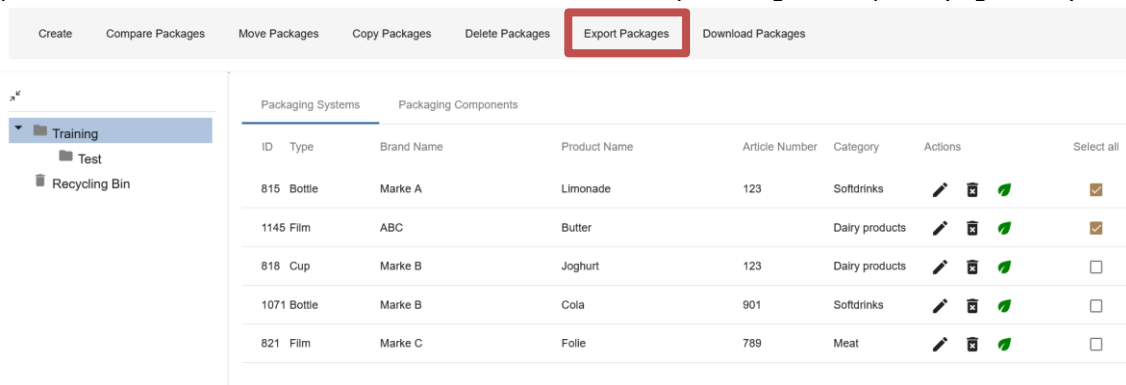 Create Compare Packages Move Packages Copy Packages Delete Packages Export Packages Download Packages
Training
Test
Recycling Bin
Packaging Systems Packaging Components
ID Type Brand Name Product Name Article Number Category Actions Select all
815 Bottle Marke A Limonade 123 Softdrinks
1145 Film ABC Butter Dairy products
818 Cup Marke B Joghurt 123 Dairy products
1071 Bottle Marke B Cola 901 Softdrinks
821 Film Marke C Folie 789 Meat